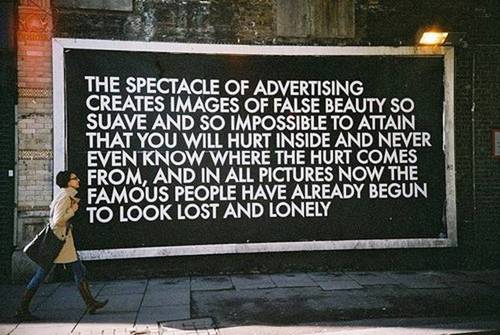 THE SPECTACLE OF ADVERTISING
CREATES IMAGES OF FALSE BEAUTY SO
SUAVE AND SO IMPOSSIBLE TO ATTAIN
THAT YOU WILL HURT INSIDE AND NEVER
EVEN KNOW WHERE THE HURT COMES
FROM, AND IN ALL PICTURES NOW THE
FAMOUS PEOPLE HAVE ALREADY BEGUN
TO LOOK LOST AND LONELY